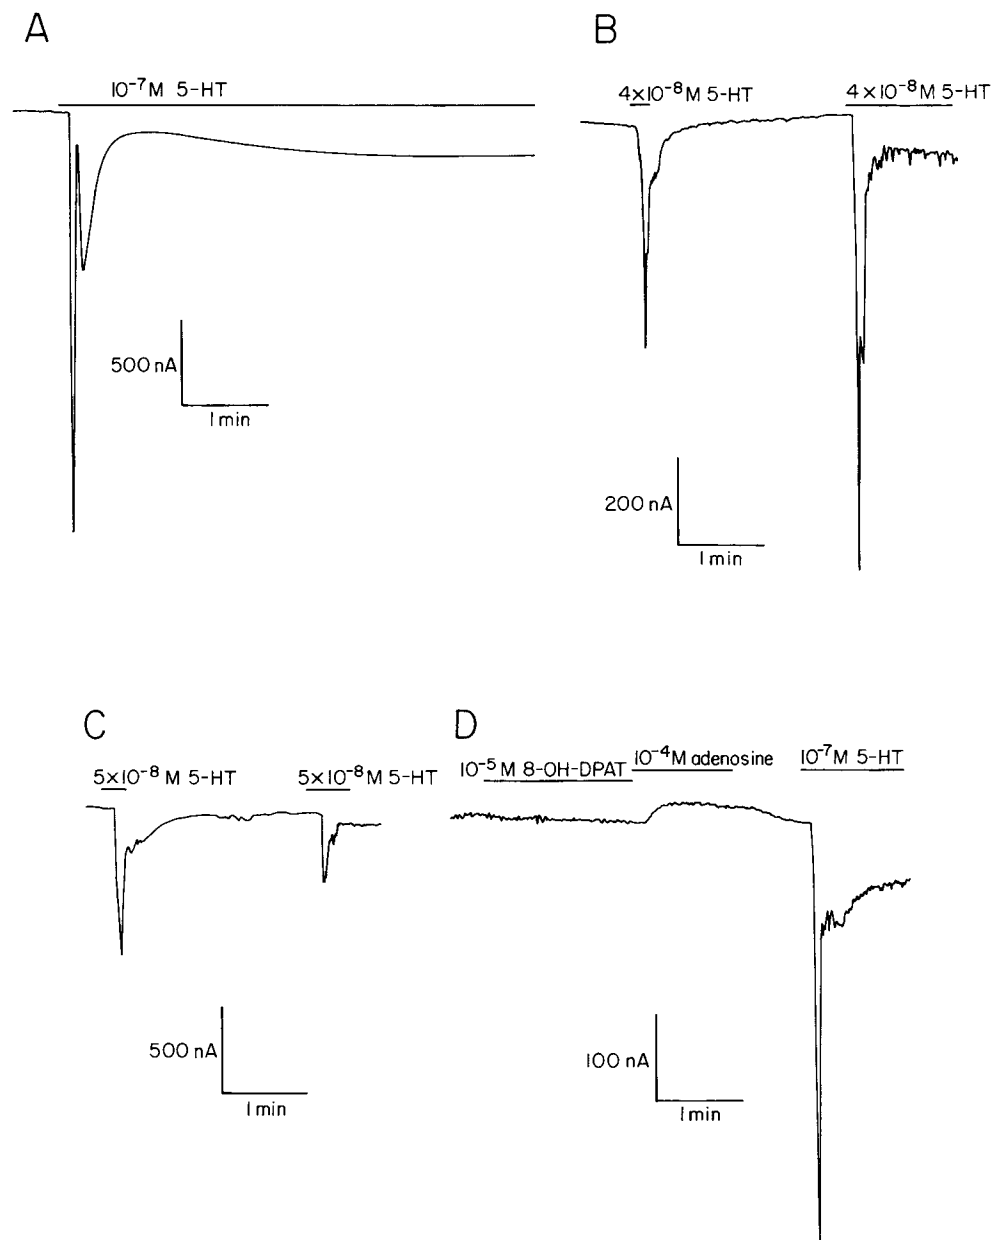 A
10⁻⁷M 5-HT
500 nA
1 min
B
4×10⁻⁸M 5-HT
4×10⁻⁸M 5-HT
200 nA
1 min
C
5×10⁻⁸M 5-HT
5×10⁻⁸M 5-HT
500 nA
1 min
D
10⁻⁵M 8-OH-DPAT
10⁻⁴M adenosine
10⁻⁷M 5-HT
100 nA
1 min